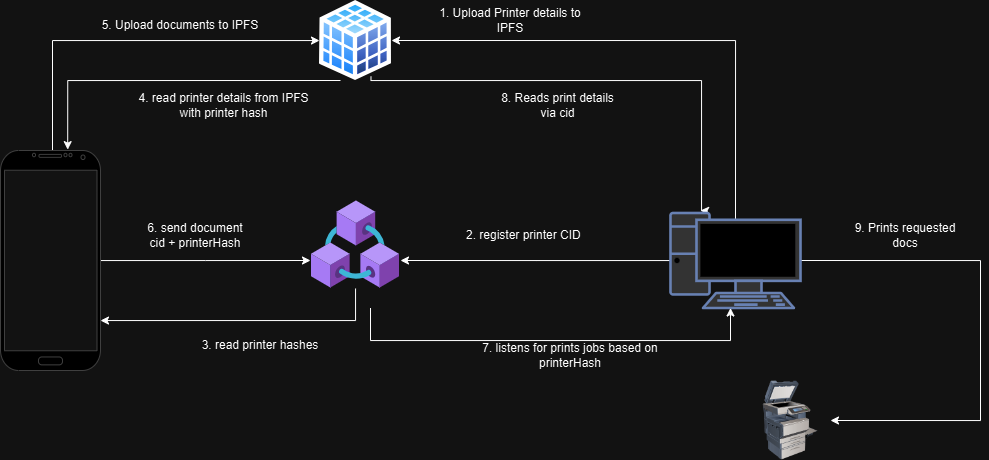 5. Upload documents to IPFS
1. Upload Printer details to
IPFS
4. read printer details from IPFS
with printer hash
8. Reads print details
via cid
6. send document
cid + printerHash
2. register printer CID
9. Prints requested
docs
3. read printer hashes
7. listens for prints jobs based on
printerHash